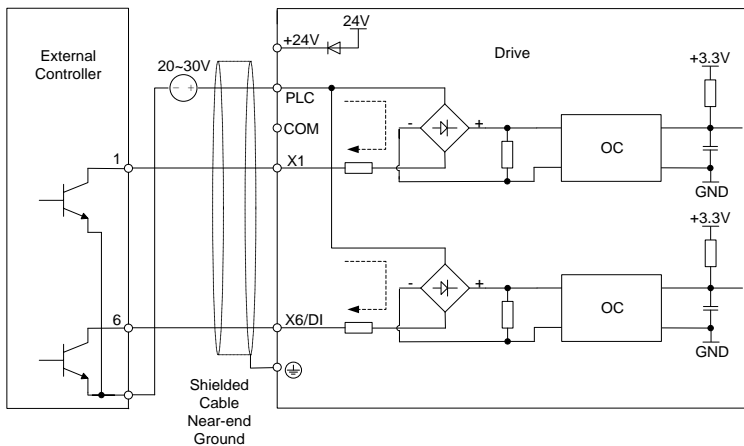 24V
+24V
Drive
External
Controller
20~30V
- +
+3.3V
PLC
COM
- +
OC
1
X1
GND
+3.3V
- +
OC
6
X6/DI
GND
Shielded
Cable
Near-end
Ground